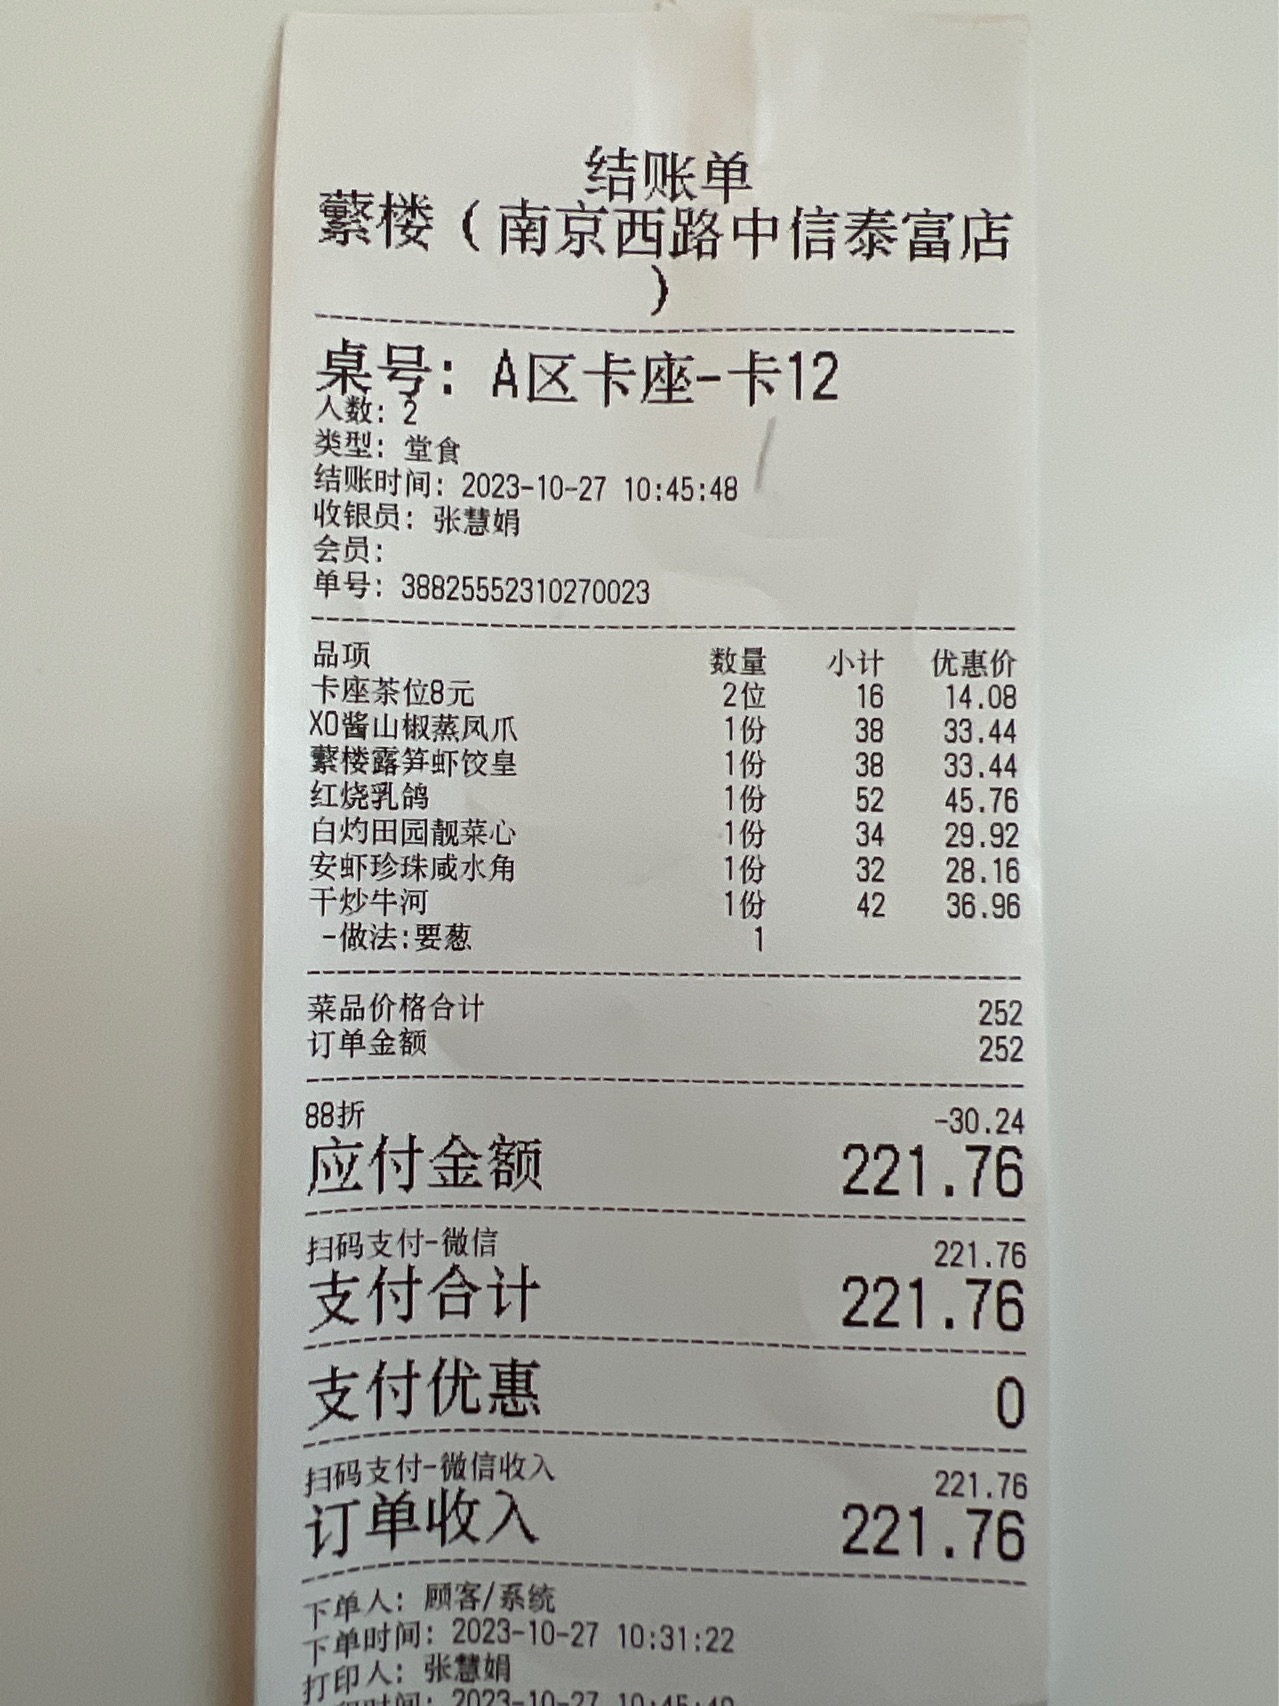 结账单
蘩楼（南京西路中信泰富店
）
桌号: A区卡座-卡12
人数: 2
类型: 堂食
结账时间: 2023-10-27 10:45:48
收银员: 张慧娟
会员:
单号: 38825552310270023
品项 数量 小计 优惠价
卡座茶位8元 2位 16 14.08
XO酱山椒蒸凤爪 1份 38 33.44
蘩楼露笋虾饺皇 1份 38 33.44
红烧乳鸽 1份 52 45.76
白灼田园靓菜心 1份 34 29.92
安虾珍珠咸水角 1份 32 28.16
干炒牛河 1份 42 36.96
-做法:要葱 1
菜品价格合计 252
订单金额 252
88折 -30.24
应付金额 221.76
扫码支付-微信 221.76
支付合计 221.76
支付优惠 0
扫码支付-微信收入 221.76
订单收入 221.76
下单人: 顾客/系统
下单时间: 2023-10-27 10:31:22
打印人: 张慧娟
时间: 2023-10-27 10:45:49